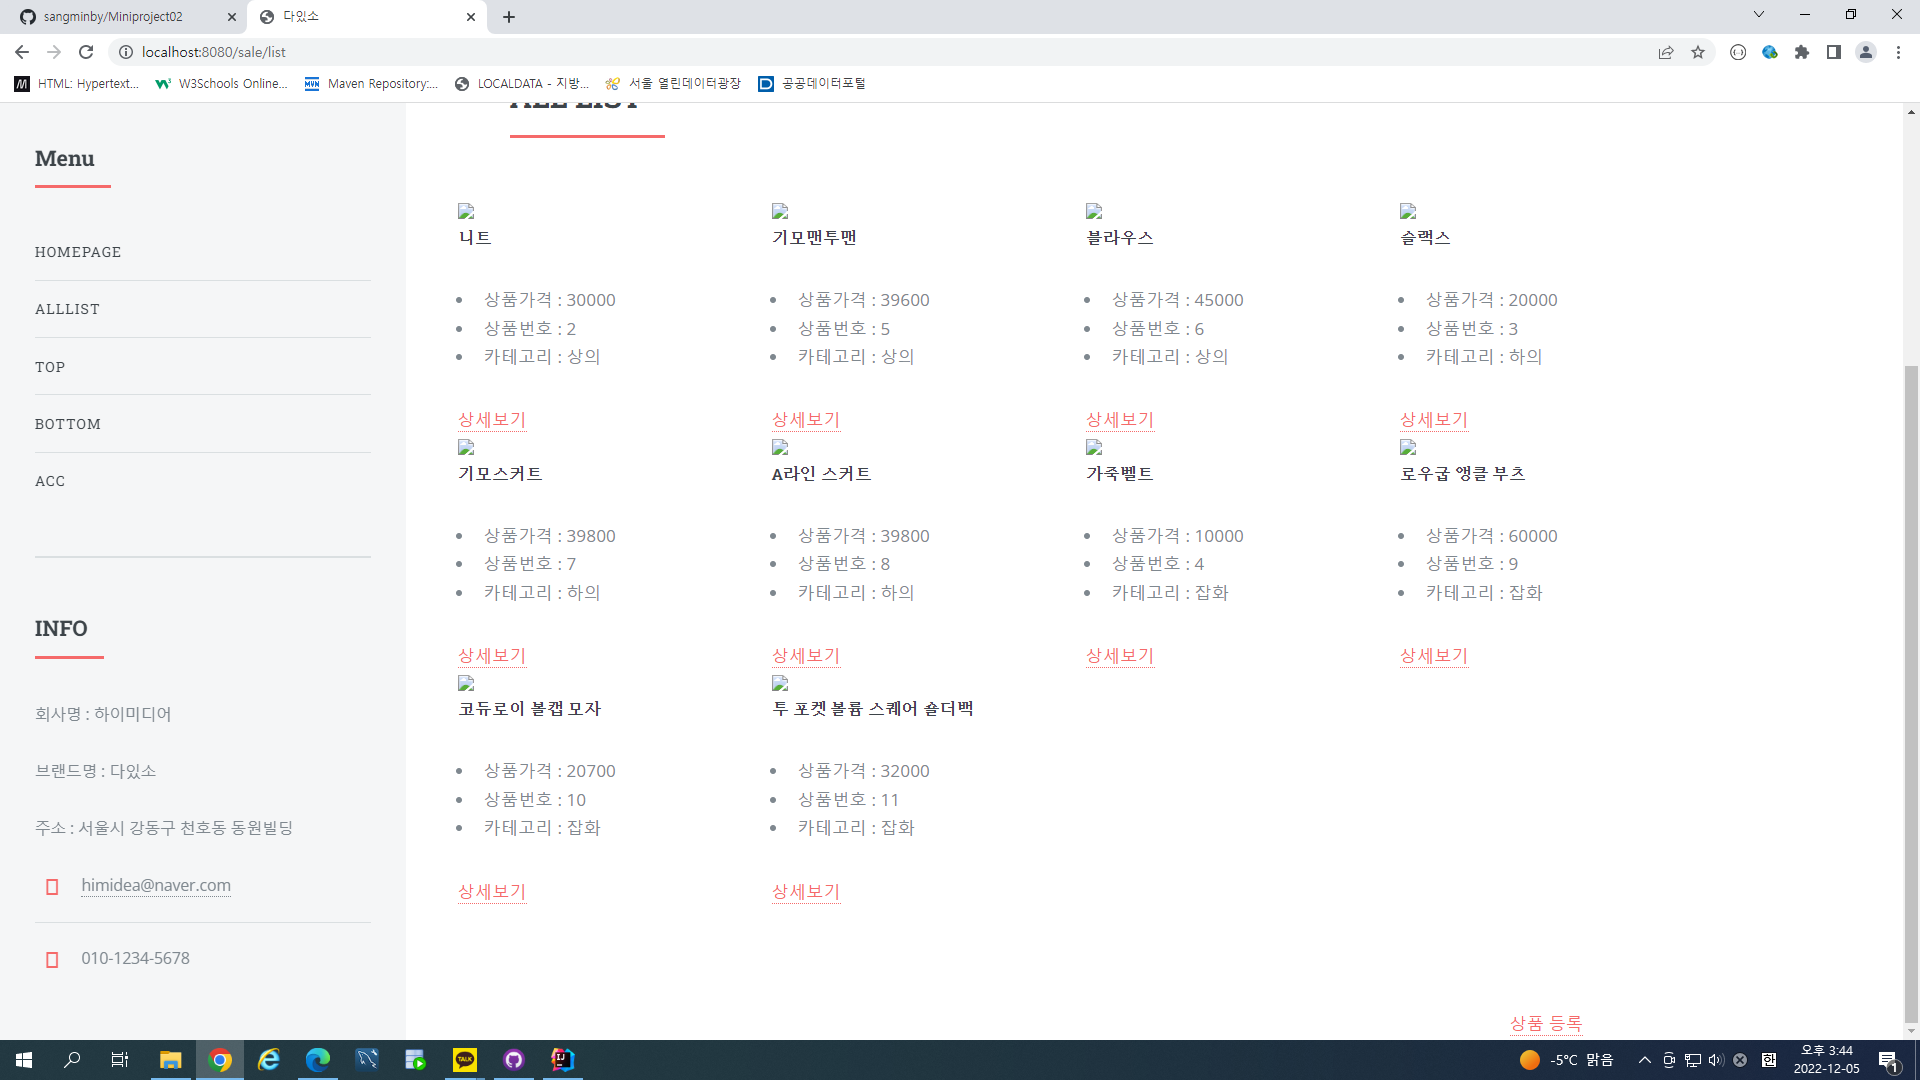 sangminby/Miniproject02
다있소
localhost:8080/sale/list
HTML: Hypertext...
W3Schools Online...
Maven Repository:...
LOCALDATA - 지방...
서울 열린데이터광장
공공데이터포털
ALL LIST
Menu
HOMEPAGE
ALLLIST
TOP
BOTTOM
ACC
INFO
회사명 : 하이미디어
브랜드명 : 다있소
주소 : 서울시 강동구 천호동 동원빌딩
himidea@naver.com
010-1234-5678
니트
상품가격 : 30000
상품번호 : 2
카테고리 : 상의
상세보기
기모맨투맨
상품가격 : 39600
상품번호 : 5
카테고리 : 상의
상세보기
블라우스
상품가격 : 45000
상품번호 : 6
카테고리 : 상의
상세보기
슬랙스
상품가격 : 20000
상품번호 : 3
카테고리 : 하의
상세보기
기모스커트
상품가격 : 39800
상품번호 : 7
카테고리 : 하의
상세보기
A라인 스커트
상품가격 : 39800
상품번호 : 8
카테고리 : 하의
상세보기
가죽벨트
상품가격 : 10000
상품번호 : 4
카테고리 : 잡화
상세보기
로우굽 앵클 부츠
상품가격 : 60000
상품번호 : 9
카테고리 : 잡화
상세보기
코듀로이 볼캡 모자
상품가격 : 20700
상품번호 : 10
카테고리 : 잡화
상세보기
투 포켓 볼륨 스퀘어 숄더백
상품가격 : 32000
상품번호 : 11
카테고리 : 잡화
상세보기
상품 등록
TALK
IJ
-5°C 맑음
한
오후 3:44
2022-12-05
1